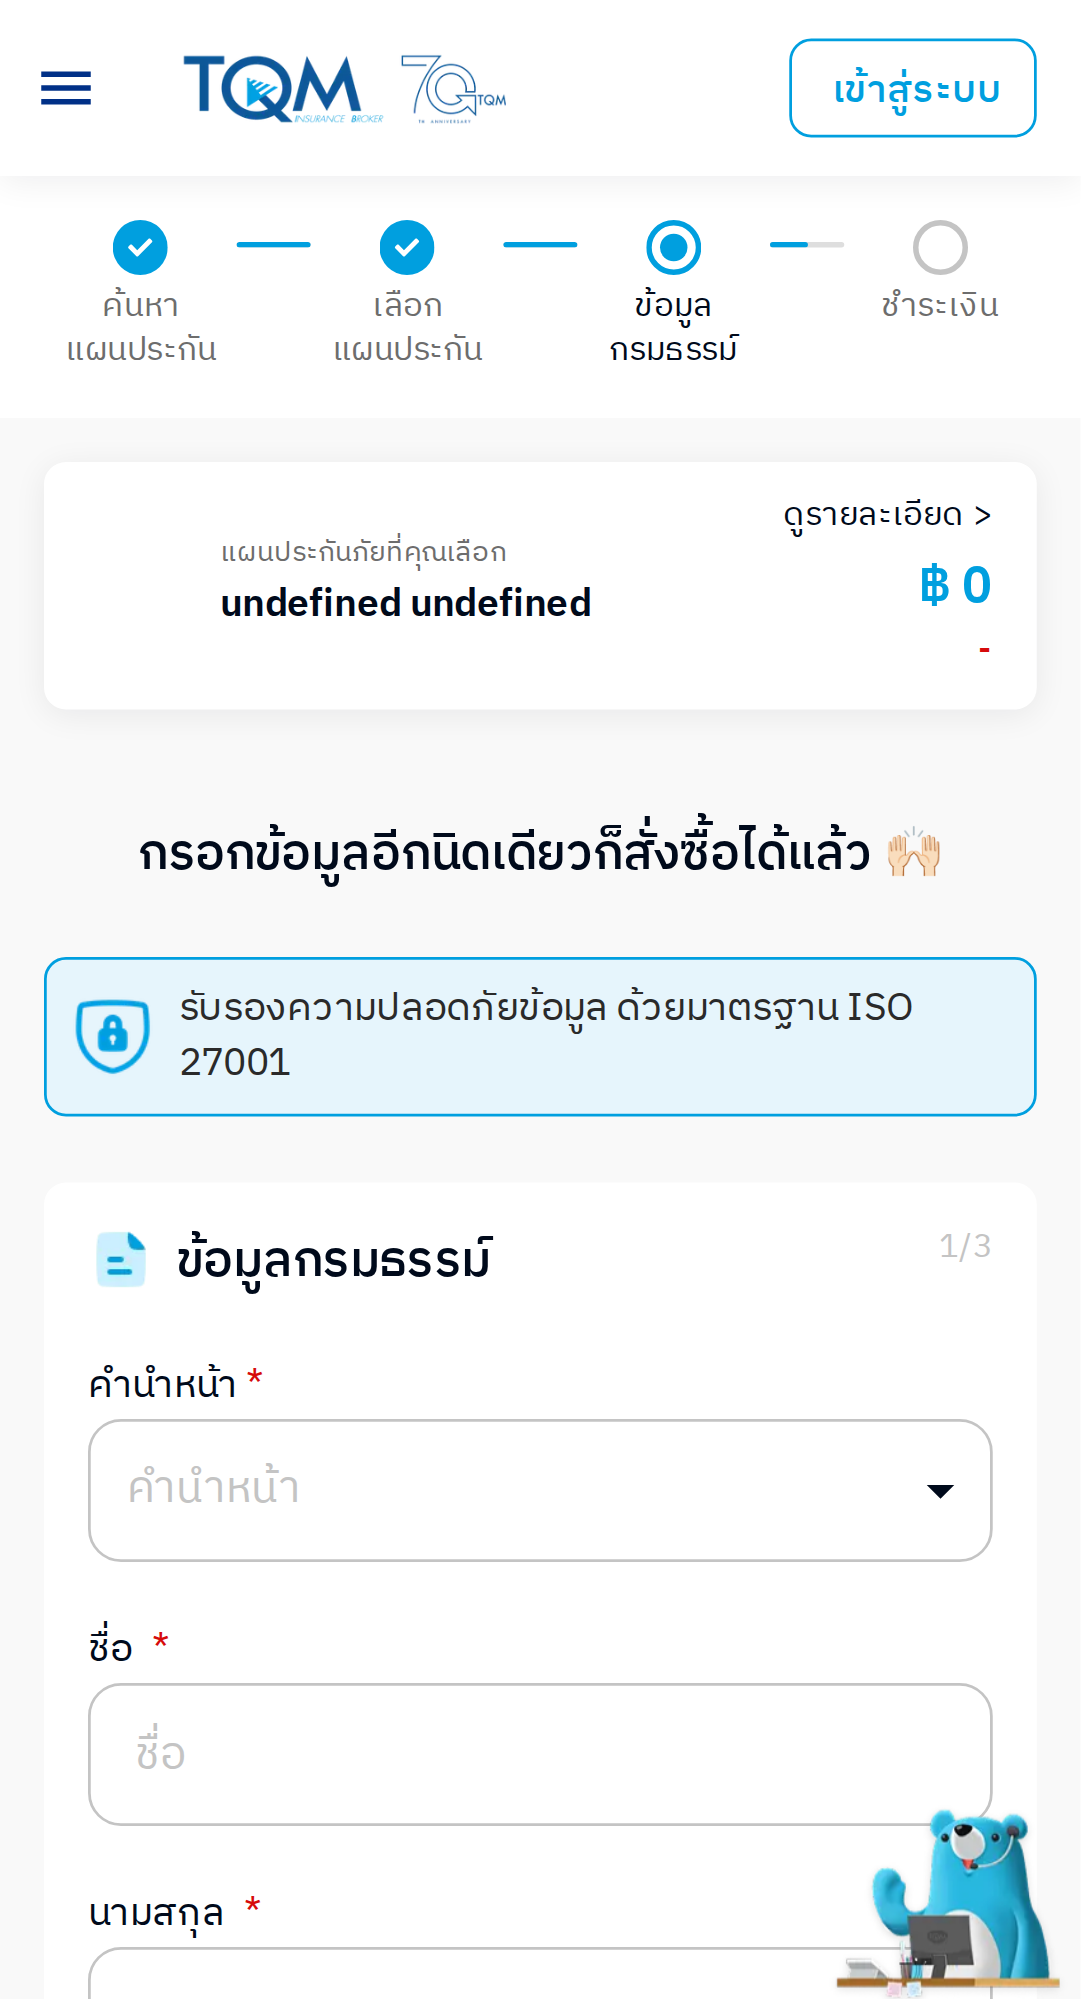 TQM
INSURANCE BROKER
70
TQM
TH ANNIVERSARY
เข้าสู่ระบบ
ค้นหา
แผนประกัน
เลือก
แผนประกัน
ข้อมูล
กรมธรรม์
ชำระเงิน
ดูรายละเอียด >
แผนประกันภัยที่คุณเลือก
undefined undefined
฿ 0
-
กรอกข้อมูลอีกนิดเดียวก็สั่งซื้อได้แล้ว 🙌🏻
รับรองความปลอดภัยข้อมูล ด้วยมาตรฐาน ISO
27001
ข้อมูลกรมธรรม์
1/3
คำนำหน้า *
คำนำหน้า
ชื่อ *
ชื่อ
นามสกุล *